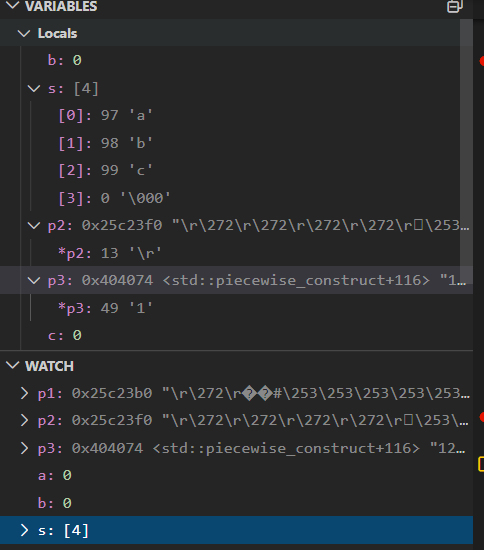 VARIABLES
Locals
b: 0
s: [4]
[0]: 97 'a'
[1]: 98 'b'
[2]: 99 'c'
[3]: 0 '\000'
p2: 0x25c23f0 "\r\272\r\272\r\272\r\272\r□\253...
*p2: 13 '\r'
p3: 0x404074 <std::piecewise_construct+116> "1...
*p3: 49 '1'
c: 0
WATCH
p1: 0x25c23b0 "\r\272\r��#\253\253\253\253\253...
p2: 0x25c23f0 "\r\272\r\272\r\272\r\272\r□\253\...
p3: 0x404074 <std::piecewise_construct+116> "12...
a: 0
b: 0
s: [4]